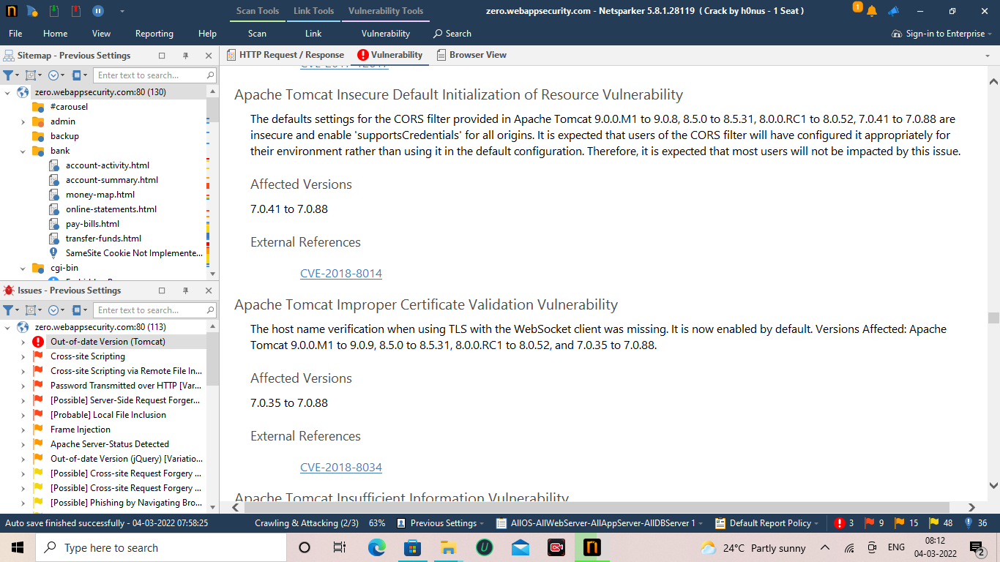 Scan Tools Link Tools Vulnerability Tools
zero.webappsecurity.com - Netsparker 5.8.1.28119 ( Crack by h0nus - 1 Seat )
1
File Home View Reporting Help Scan Link Vulnerability Search
Sign-in to Enterprise
Sitemap - Previous Settings
Enter text to search...
zero.webappsecurity.com:80 (130)
#carousel
admin
backup
bank
account-activity.html
account-summary.html
money-map.html
online-statements.html
pay-bills.html
transfer-funds.html
SameSite Cookie Not Implemente...
cgi-bin
Issues - Previous Settings
Enter text to search...
zero.webappsecurity.com:80 (113)
Out-of-date Version (Tomcat)
Cross-site Scripting
Cross-site Scripting via Remote File In...
Password Transmitted over HTTP [Var...
[Possible] Server-Side Request Forger...
[Probable] Local File Inclusion
Frame Injection
Apache Server-Status Detected
Out-of-date Version (jQuery) [Variatio...
[Possible] Cross-site Request Forgery ...
[Possible] Cross-site Request Forgery ...
[Possible] Phishing by Navigating Bro...
HTTP Request / Response Vulnerability Browser View
Apache Tomcat Insecure Default Initialization of Resource Vulnerability
The defaults settings for the CORS filter provided in Apache Tomcat 9.0.0.M1 to 9.0.8, 8.5.0 to 8.5.31, 8.0.0.RC1 to 8.0.52, 7.0.41 to 7.0.88 are
insecure and enable 'supportsCredentials' for all origins. It is expected that users of the CORS filter will have configured it appropriately for
their environment rather than using it in the default configuration. Therefore, it is expected that most users will not be impacted by this issue.
Affected Versions
7.0.41 to 7.0.88
External References
CVE-2018-8014
Apache Tomcat Improper Certificate Validation Vulnerability
The host name verification when using TLS with the WebSocket client was missing. It is now enabled by default. Versions Affected: Apache
Tomcat 9.0.0.M1 to 9.0.9, 8.5.0 to 8.5.31, 8.0.0.RC1 to 8.0.52, and 7.0.35 to 7.0.88.
Affected Versions
7.0.35 to 7.0.88
External References
CVE-2018-8034
Apache Tomcat Insufficient Information Vulnerability
Auto save finished successfully - 04-03-2022 07:58:25 Crawling & Attacking (2/3) 63% Previous Settings AllOS-AllWebServer-AllAppServer-AllDBServer 1 Default Report Policy 3 9 15 48 36
Type here to search
24°C Partly sunny ENG
08:12
04-03-2022
2